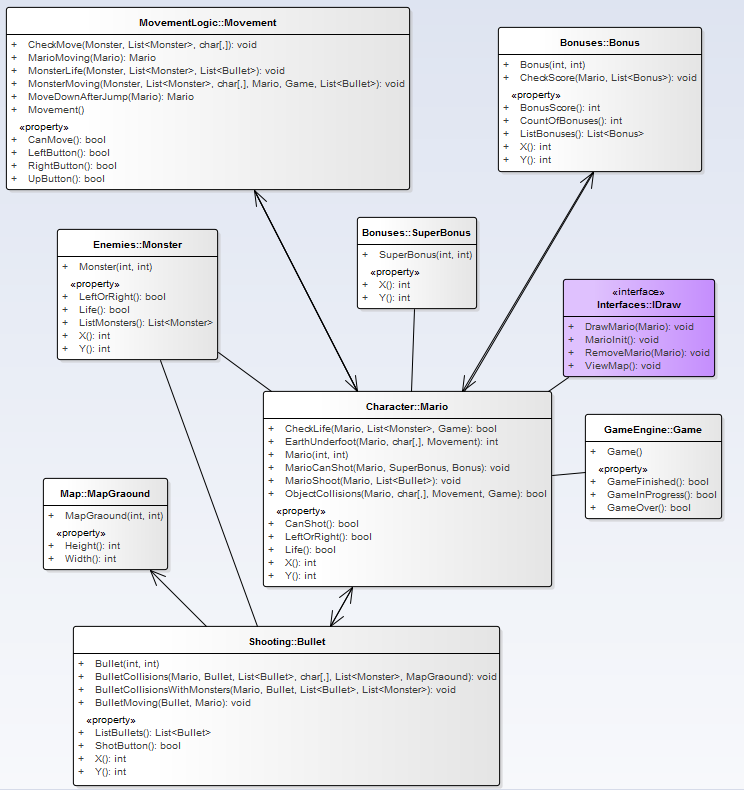 MovementLogic::Movement
+ CheckMove(Monster, List<Monster>, char[,]): void
+ MarioMoving(Mario): Mario
+ MonsterLife(Monster, List<Monster>, List<Bullet>): void
+ MonsterMoving(Monster, List<Monster>, char[,], Mario, Game, List<Bullet>): void
+ MoveDownAfterJump(Mario): Mario
+ Movement()
«property»
+ CanMove(): bool
+ LeftButton(): bool
+ RightButton(): bool
+ UpButton(): bool
Bonuses::Bonus
+ Bonus(int, int)
+ CheckScore(Mario, List<Bonus>): void
«property»
+ BonusScore(): int
+ CountOfBonuses(): int
+ ListBonuses(): List<Bonus>
+ X(): int
+ Y(): int
Enemies::Monster
+ Monster(int, int)
«property»
+ LeftOrRight(): bool
+ Life(): bool
+ ListMonsters(): List<Monster>
+ X(): int
+ Y(): int
Bonuses::SuperBonus
+ SuperBonus(int, int)
«property»
+ X(): int
+ Y(): int
«interface»
Interfaces::IDraw
+ DrawMario(Mario): void
+ MarioInit(): void
+ RemoveMario(Mario): void
+ ViewMap(): void
Character::Mario
+ CheckLife(Mario, List<Monster>, Game): bool
+ EarthUnderfoot(Mario, char[,], Movement): int
+ Mario(int, int)
+ MarioCanShot(Mario, SuperBonus, Bonus): void
+ MarioShoot(Mario, List<Bullet>): void
+ ObjectCollisions(Mario, char[,], Movement, Game): bool
«property»
+ CanShot(): bool
+ LeftOrRight(): bool
+ Life(): bool
+ X(): int
+ Y(): int
GameEngine::Game
+ Game()
«property»
+ GameFinished(): bool
+ GameInProgress(): bool
+ GameOver(): bool
Map::MapGraound
+ MapGraound(int, int)
«property»
+ Height(): int
+ Width(): int
Shooting::Bullet
+ Bullet(int, int)
+ BulletCollisions(Mario, Bullet, List<Bullet>, char[,], List<Monster>, MapGraound): void
+ BulletCollisionsWithMonsters(Mario, Bullet, List<Bullet>, List<Monster>): void
+ BulletMoving(Bullet, Mario): void
«property»
+ ListBullets(): List<Bullet>
+ ShotButton(): bool
+ X(): int
+ Y(): int